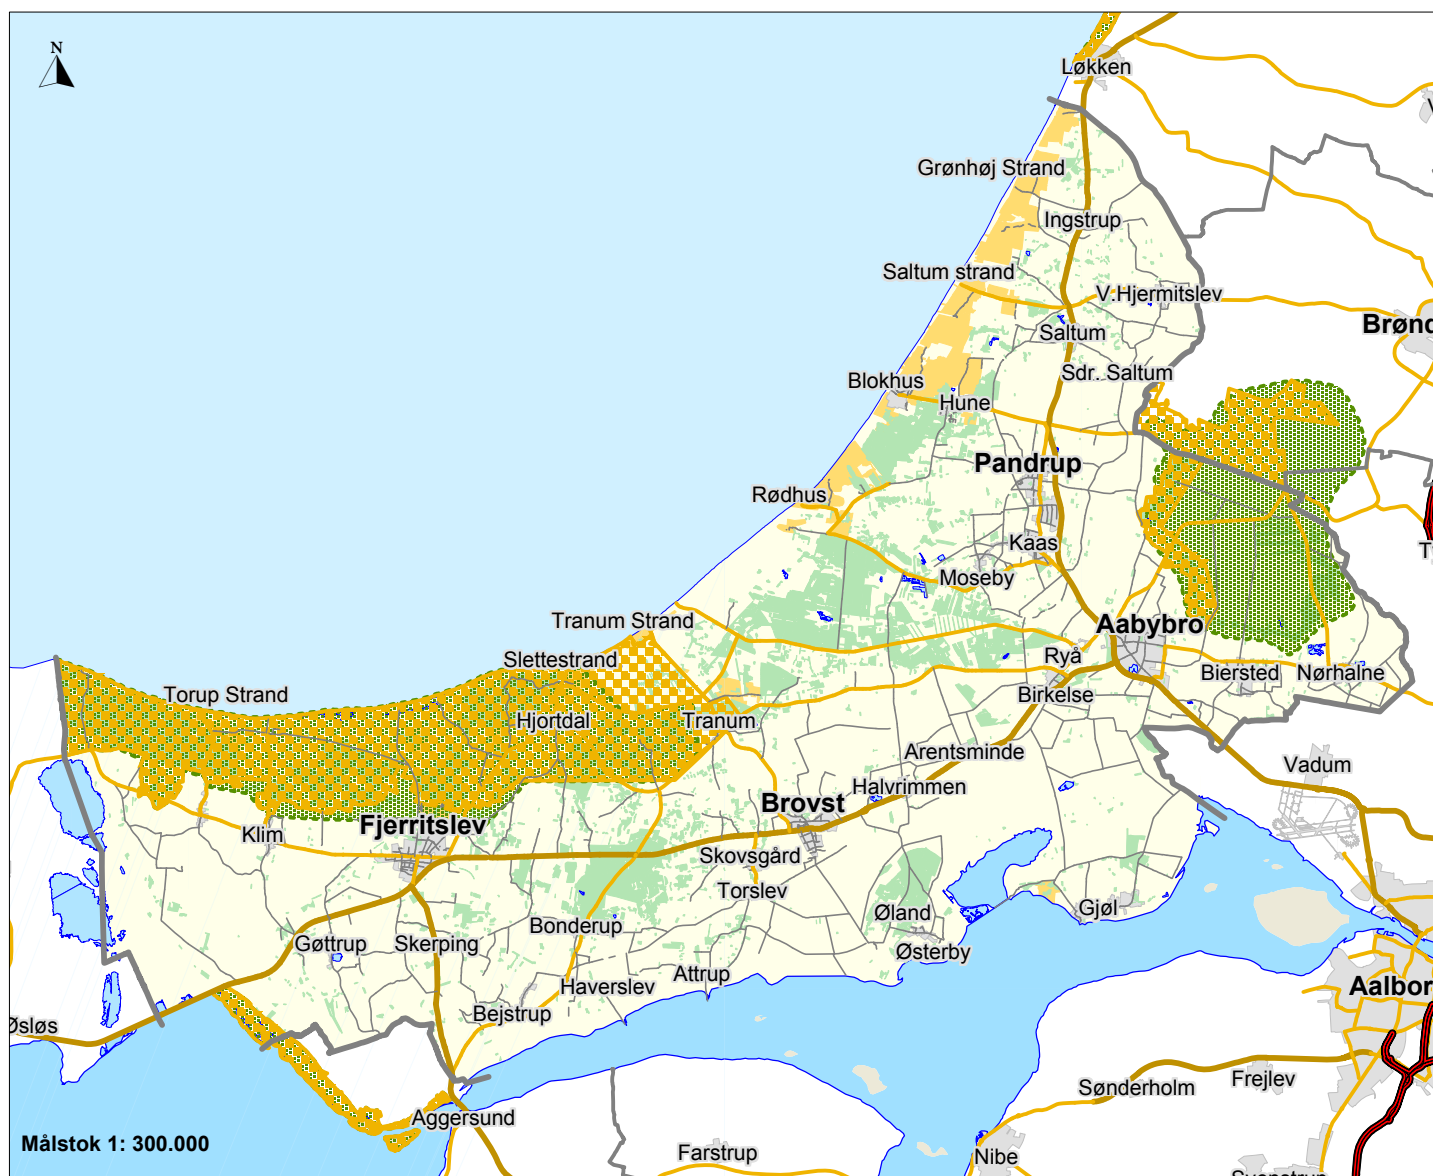 N
Løkken
Grønhøj Strand
Ingstrup
Saltum strand
V.Hjermitslev
Brønd
Saltum
Sdr. Saltum
Blokhus
Hune
Pandrup
Rødhus
Kaas
Moseby
Tranum Strand
Aabybro
Slettestrand
Ryå
Torup Strand
Biersted
Nørhalne
Birkelse
Hjortdal
Tranum
Arentsminde
Vadum
Halvrimmen
Brovst
Klim
Fjerritslev
Skovsgård
Torslev
Øland
Gjøl
Bonderup
Gøttrup
Skerping
Østerby
Attrup
Haverslev
Aalbor
Bejstrup
Øsløs
Frejlev
Sønderholm
Aggersund
Målstok 1: 300.000
Farstrup
Nibe